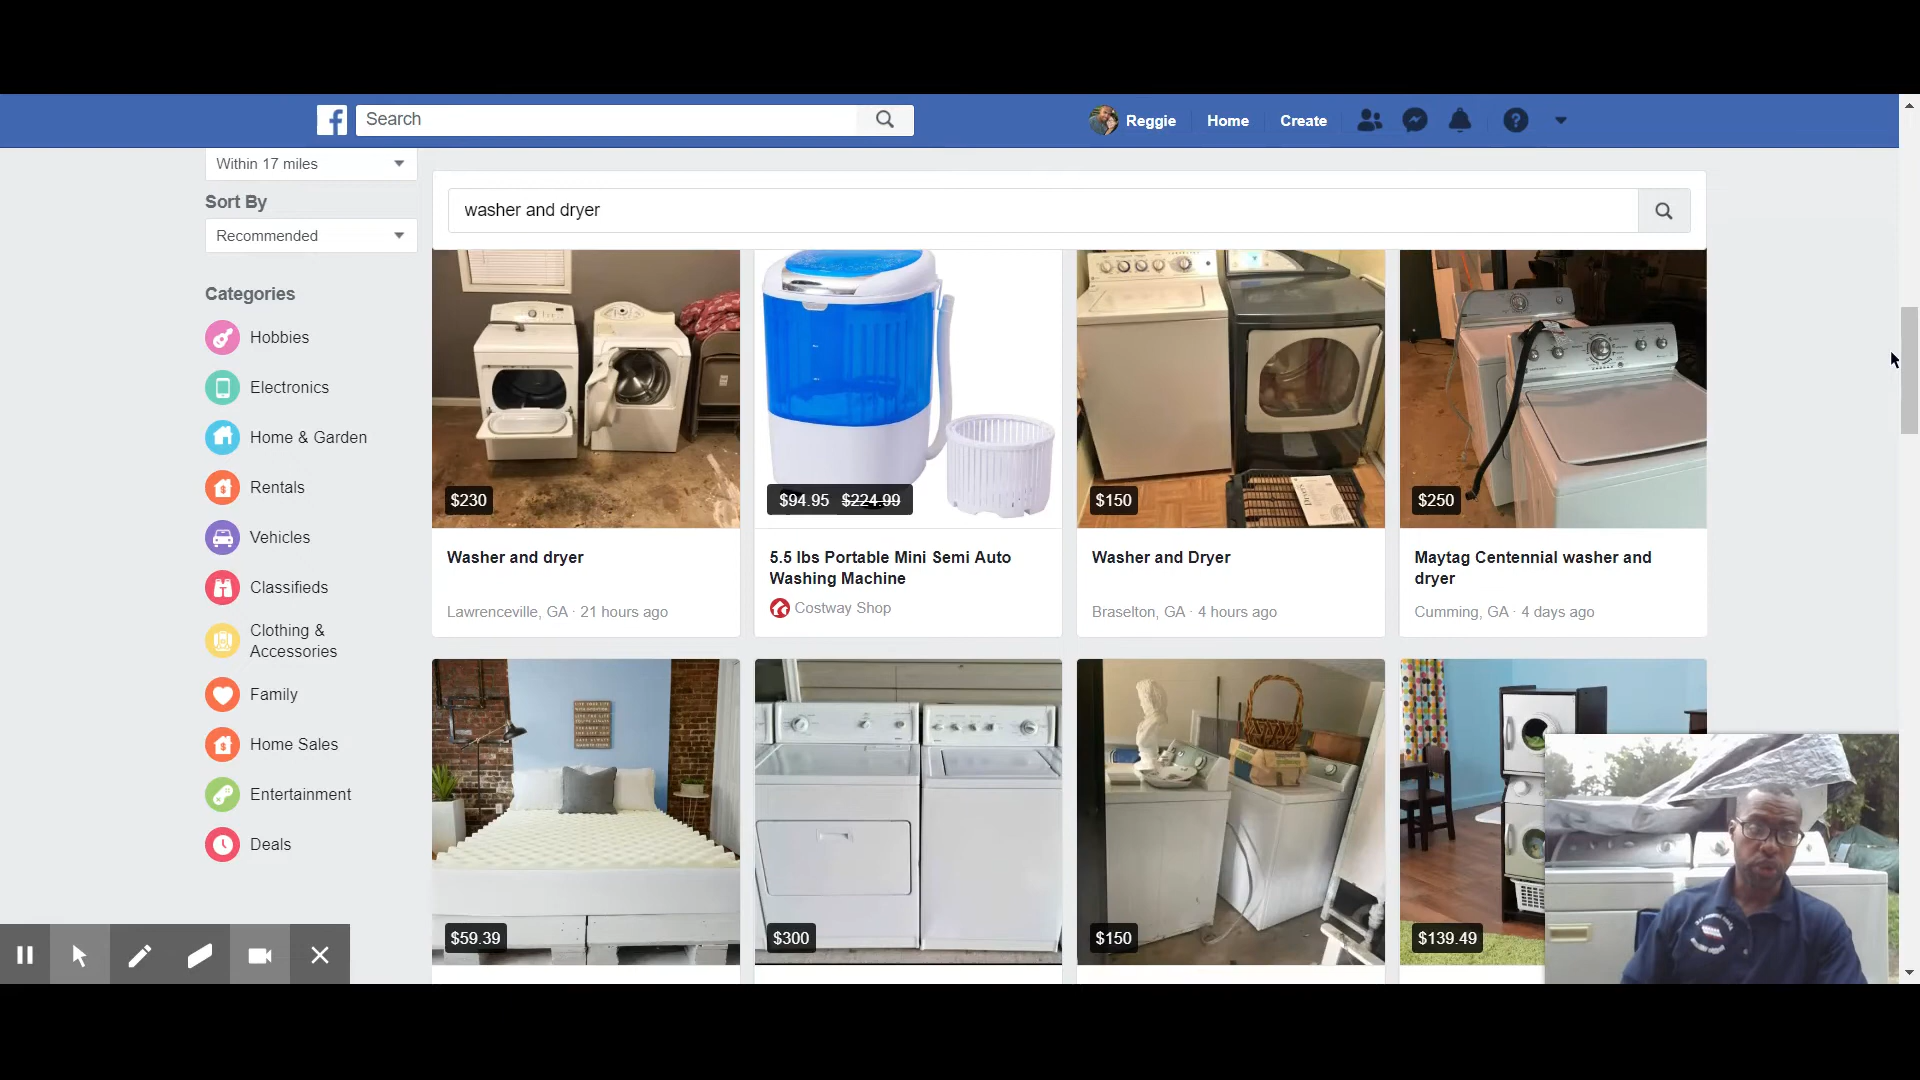 Search
Reggie
Home
Create
Within 17 miles
Sort By
Recommended
washer and dryer
Categories
Hobbies
Electronics
Home & Garden
Rentals
Vehicles
Classifieds
Clothing &
Accessories
Family
Home Sales
Entertainment
Deals
$230
$94.95 $224.99
$150
$250
Washer and dryer
Lawrenceville, GA · 21 hours ago
5.5 lbs Portable Mini Semi Auto
Washing Machine
Costway Shop
Washer and Dryer
Braselton, GA · 4 hours ago
Maytag Centennial washer and
dryer
Cumming, GA · 4 days ago
$59.39
$300
$150
$139.49